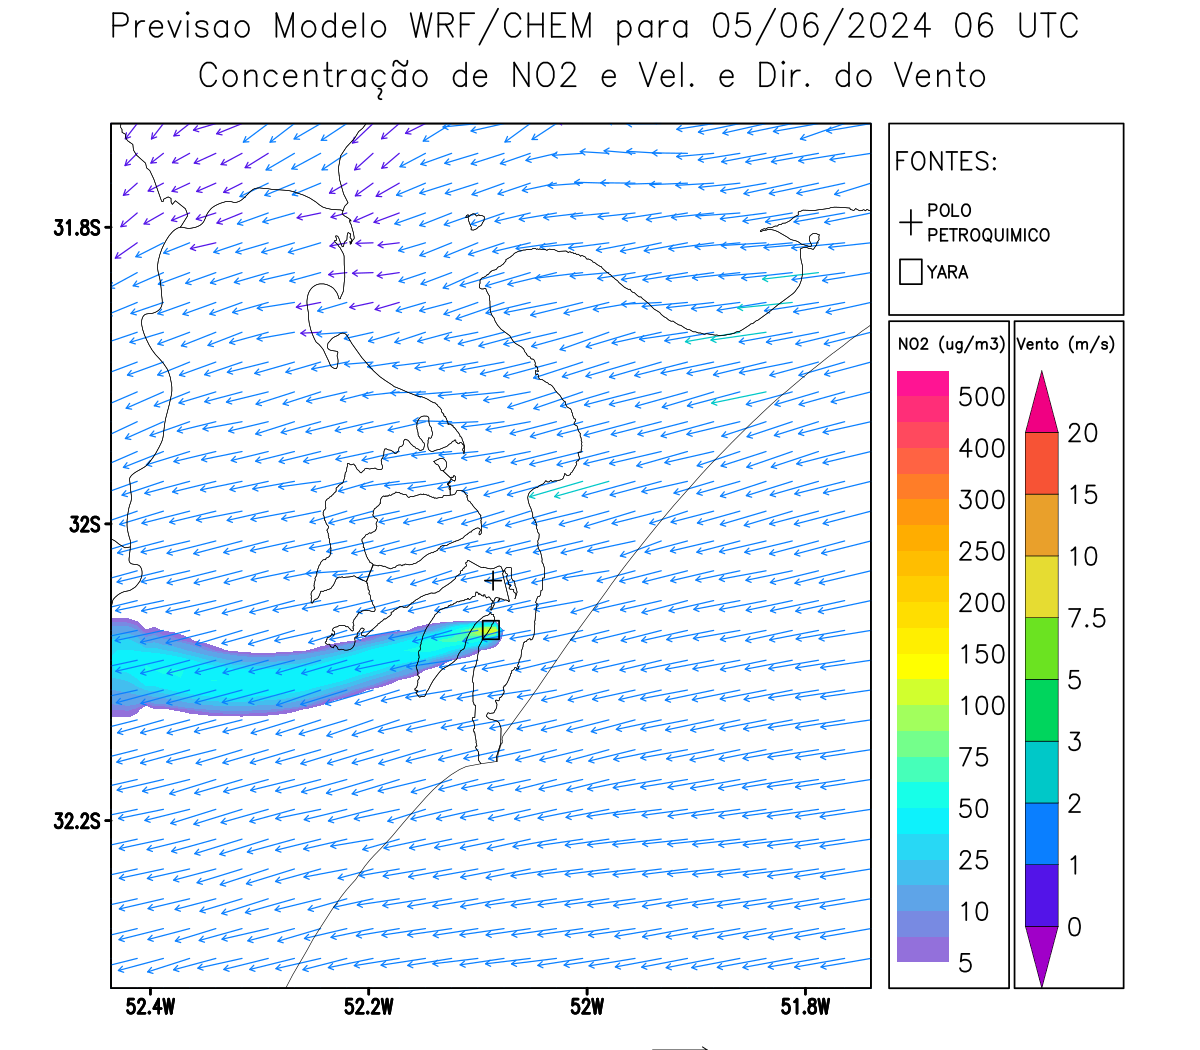 Previsao Modelo WRF/CHEM para 05/06/2024 06 UTC
Concentração de NO2 e Vel. e Dir. do Vento
FONTES:
POLO
PETROQUIMICO
YARA
31.8S
32S
32.2S
52.4W
52.2W
52W
51.8W
NO2 (ug/m3)
500
400
300
250
200
150
100
75
50
25
10
5
Vento (m/s)
20
15
10
7.5
5
3
2
1
0